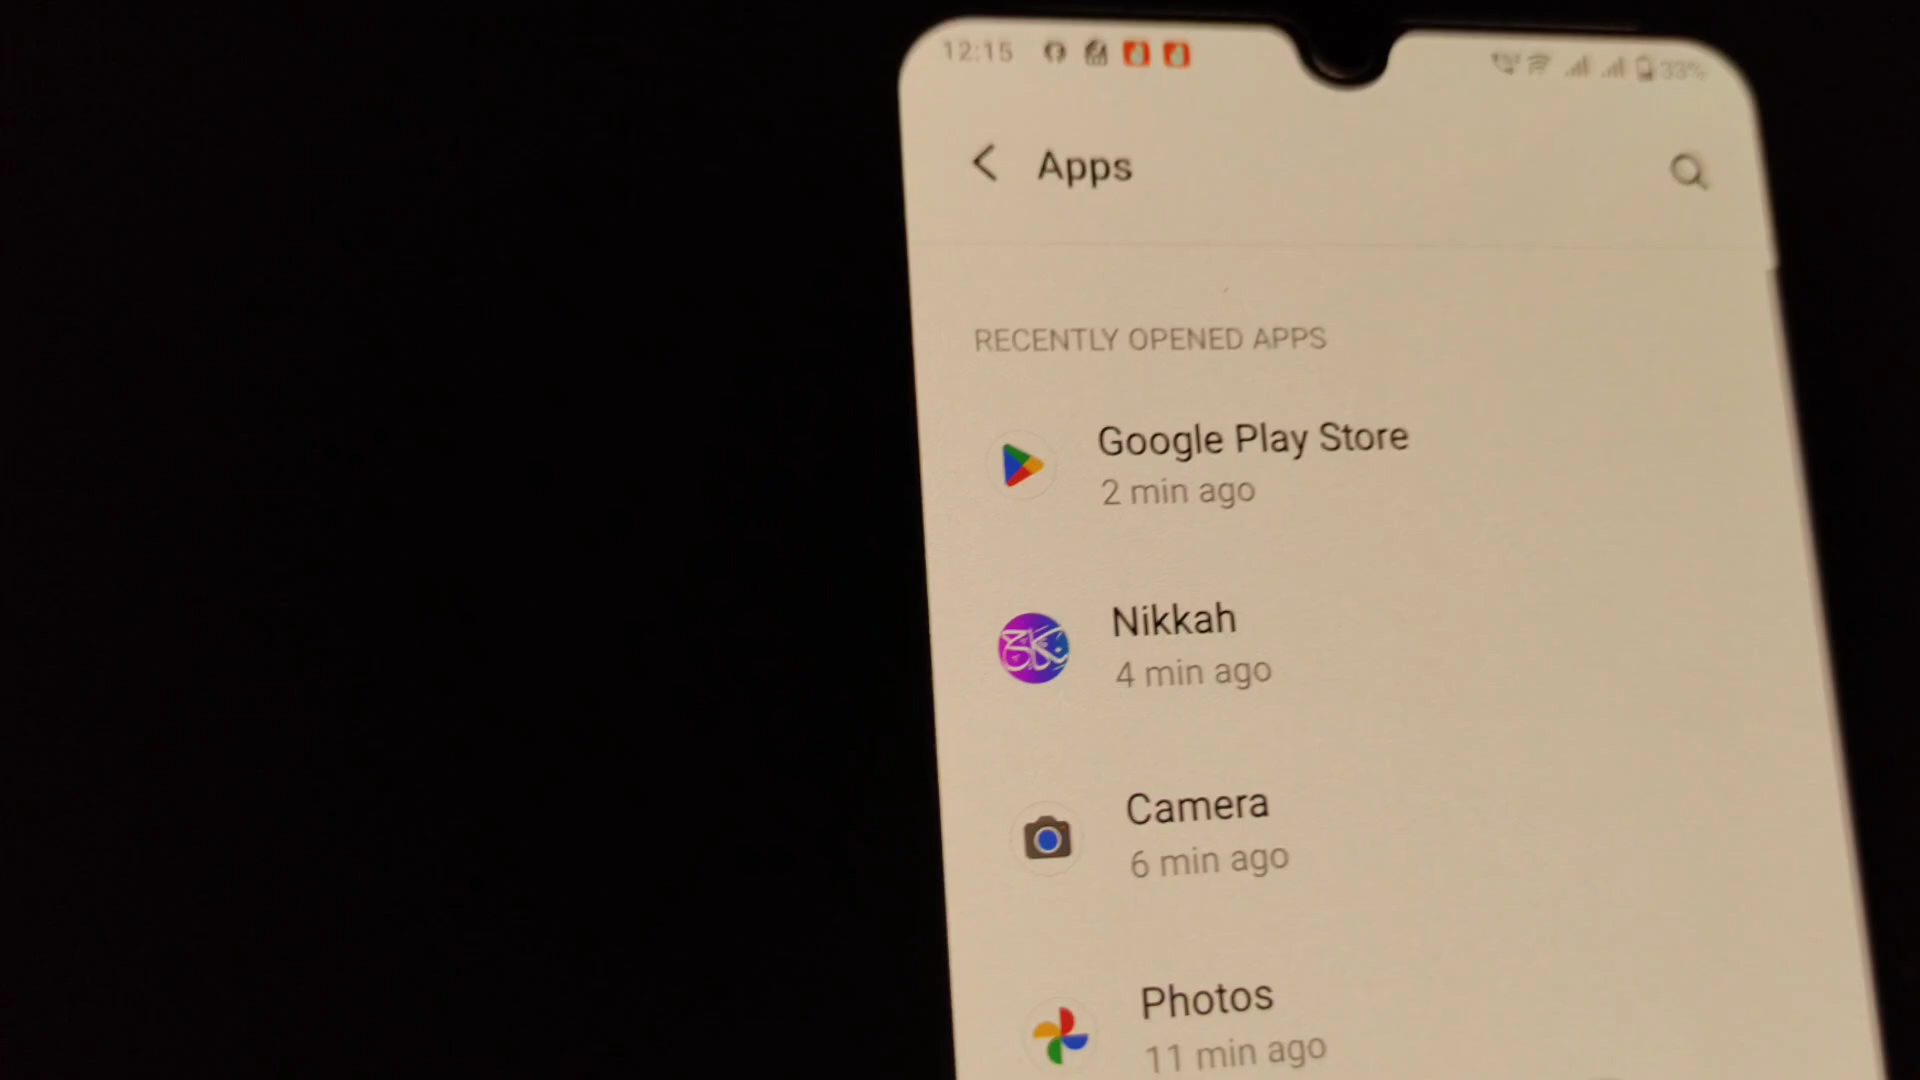 12:15
33%
Apps
RECENTLY OPENED APPS
Google Play Store
2 min ago
Nikkah
4 min ago
Camera
6 min ago
Photos
11 min ago